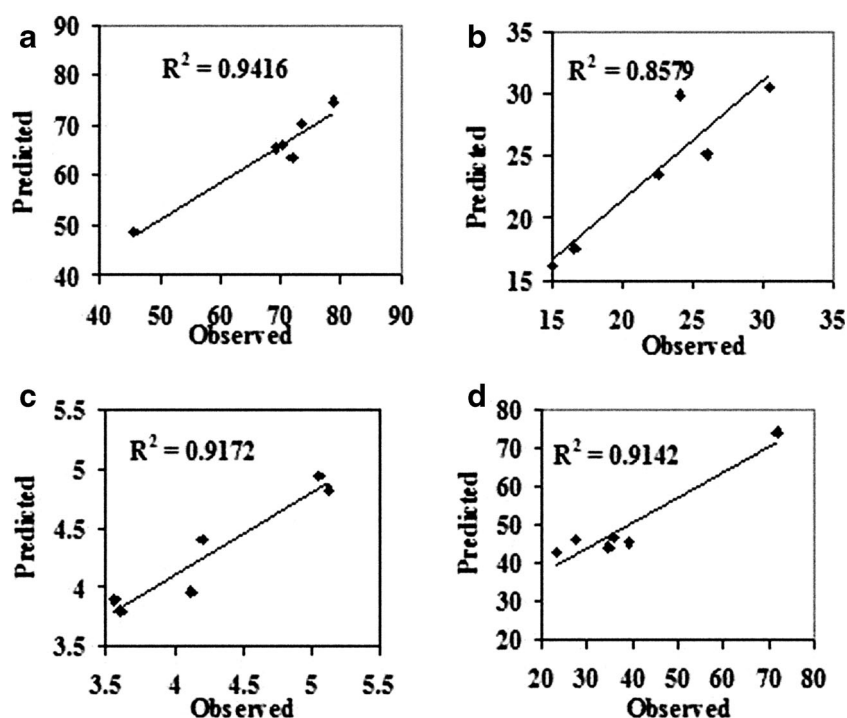 a
90
80
70
60
50
40
Predicted
R² = 0.9416
40 50 60 70 80 90
Observed
b
35
30
25
20
15
Predicted
R² = 0.8579
15 20 25 30 35
Observed
c
5.5
5
4.5
4
3.5
Predicted
R² = 0.9172
3.5 4 4.5 5 5.5
Observed
d
80
70
60
50
40
30
20
Predicted
R² = 0.9142
20 30 40 50 60 70 80
Observed